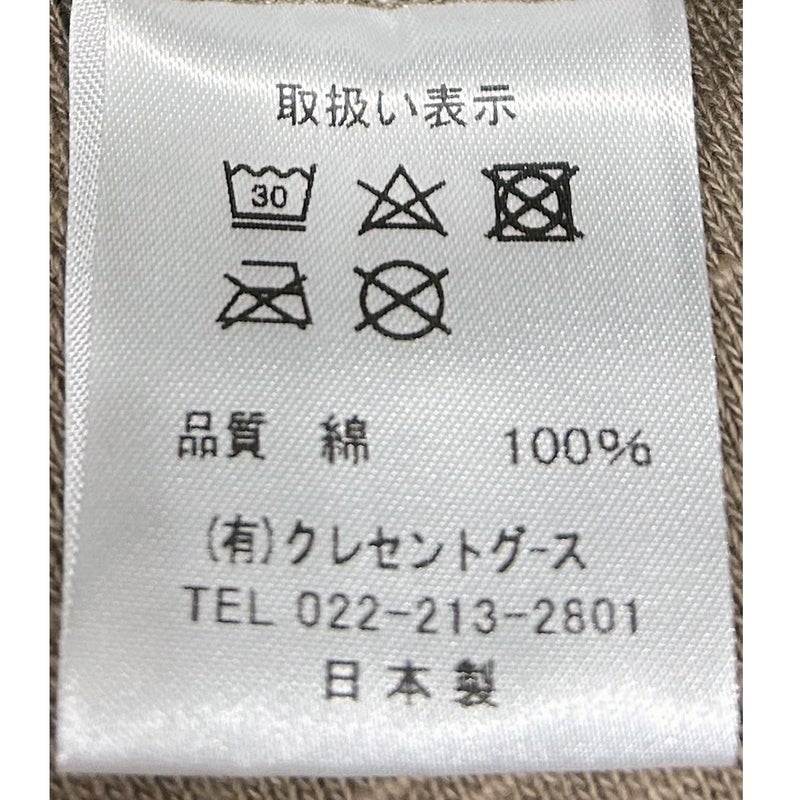 取扱い表示
30
品質 綿 100%
(有)クレセントグース
TEL 022-213-2801
日本製